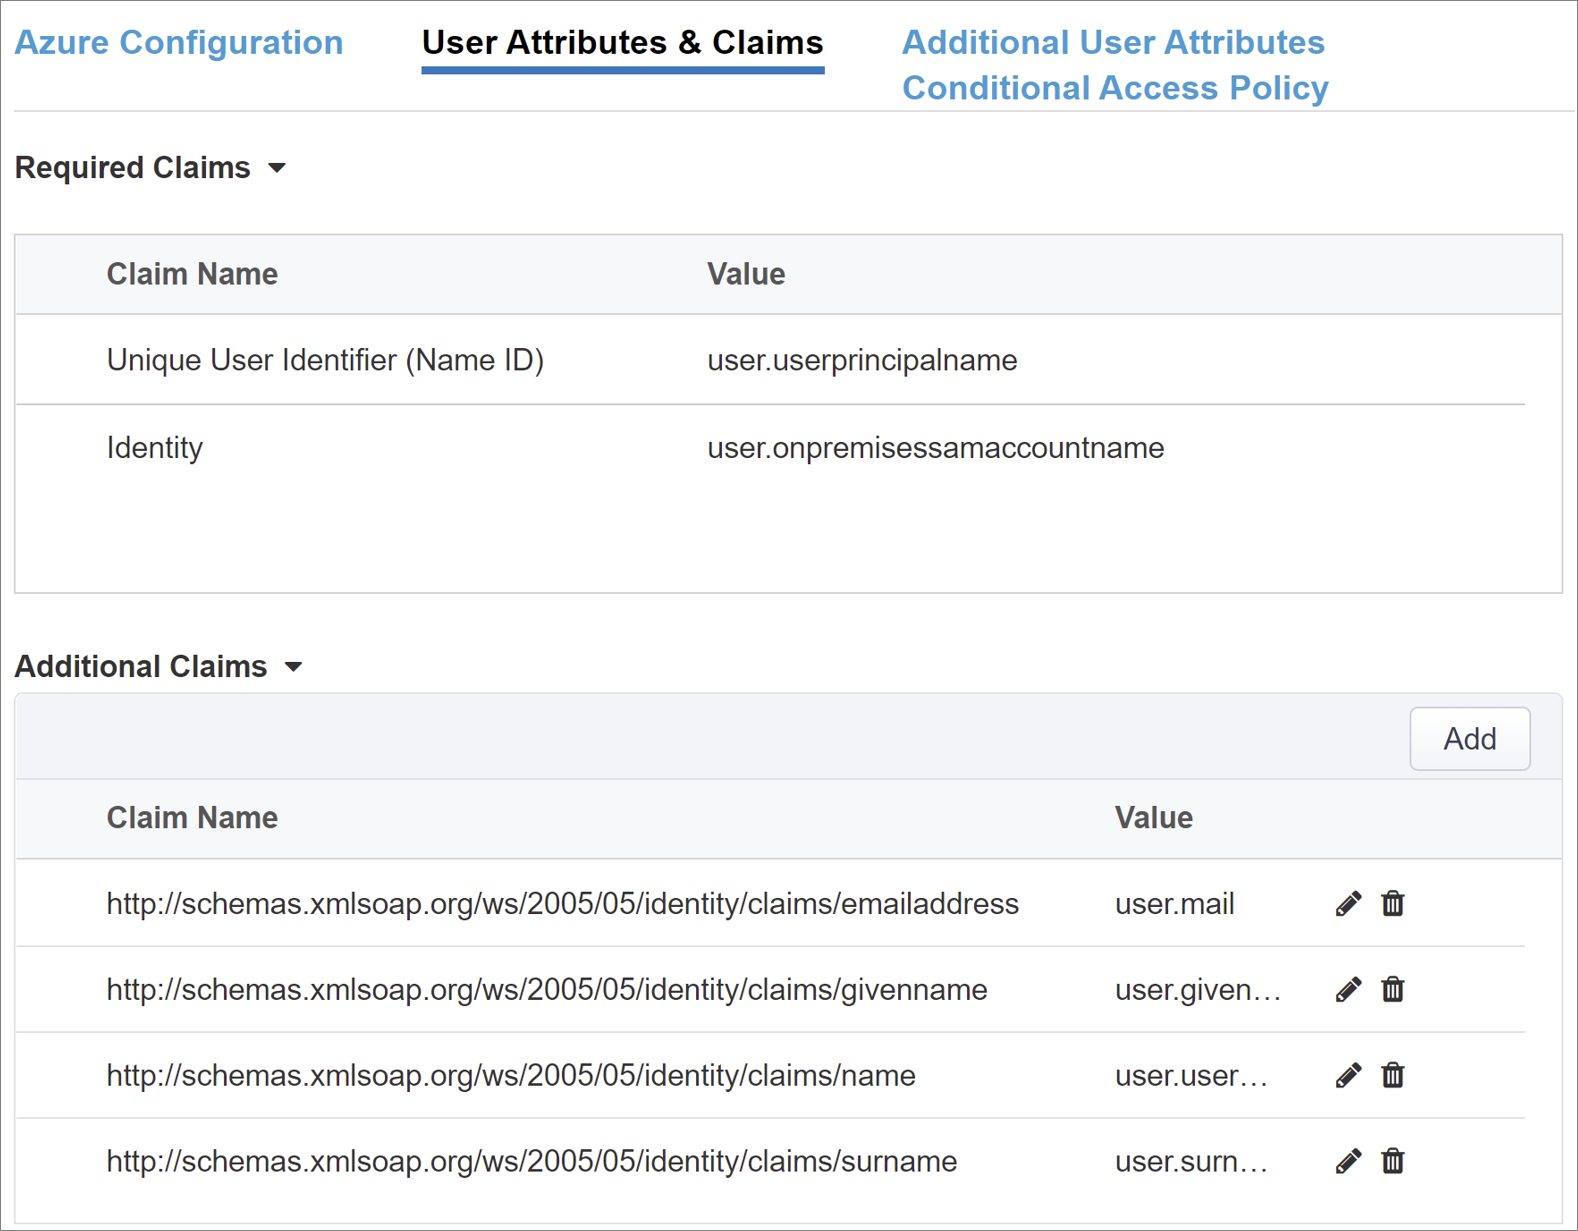 Azure Configuration
User Attributes & Claims
Additional User Attributes
Conditional Access Policy
Required Claims
Claim Name Value
Unique User Identifier (Name ID) user.userprincipalname
Identity user.onpremisessamaccountname
Additional Claims
Add
Claim Name Value
http://schemas.xmlsoap.org/ws/2005/05/identity/claims/emailaddress user.mail
http://schemas.xmlsoap.org/ws/2005/05/identity/claims/givenname user.given...
http://schemas.xmlsoap.org/ws/2005/05/identity/claims/name user.user...
http://schemas.xmlsoap.org/ws/2005/05/identity/claims/surname user.surn...